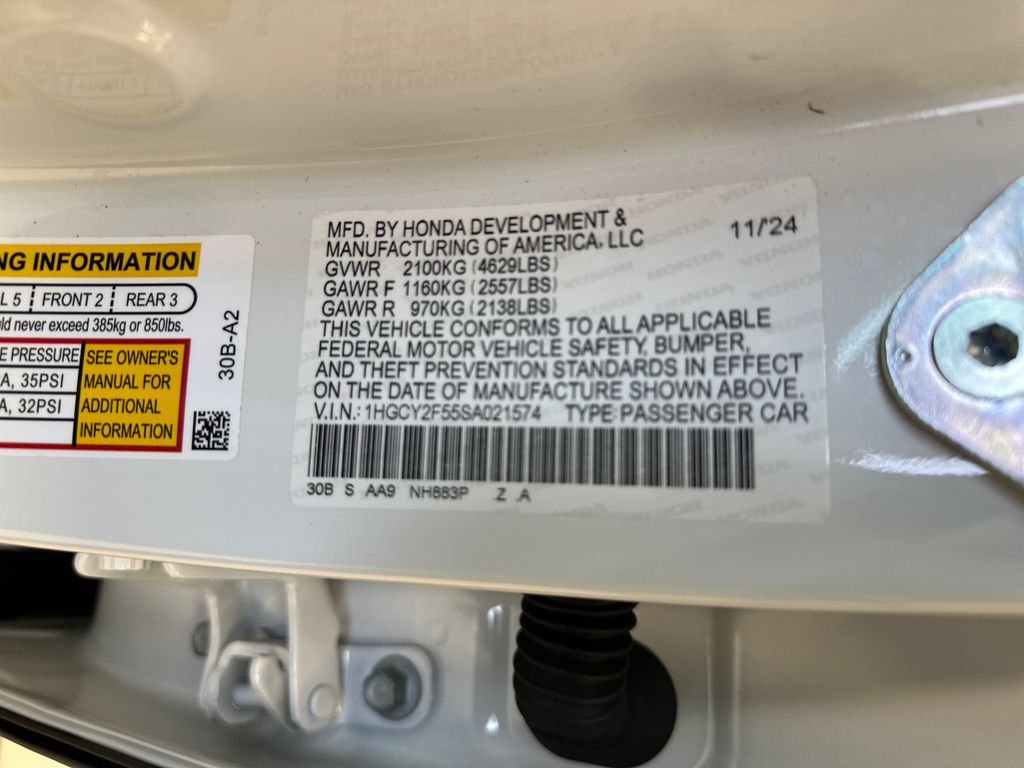 NG INFORMATION
L 5 FRONT 2 REAR 3
ld never exceed 385kg or 850lbs.
E PRESSURE
A, 35PSI
A, 32PSI
SEE OWNER'S
MANUAL FOR
ADDITIONAL
INFORMATION
30B-A2
MFD. BY HONDA DEVELOPMENT & 11/'24
MANUFACTURING OF AMERICA, LLC
GVWR 2100KG (4629LBS)
GAWR F 1160KG (2557LBS)
GAWR R 970KG (2138LBS)
THIS VEHICLE CONFORMS TO ALL APPLICABLE
FEDERAL MOTOR VEHICLE SAFETY, BUMPER,
AND THEFT PREVENTION STANDARDS IN EFFECT
ON THE DATE OF MANUFACTURE SHOWN ABOVE.
V.I.N.: 1HGCY2F55SA021574 TYPE: PASSENGER CAR
30B S AA9 NH883P Z A